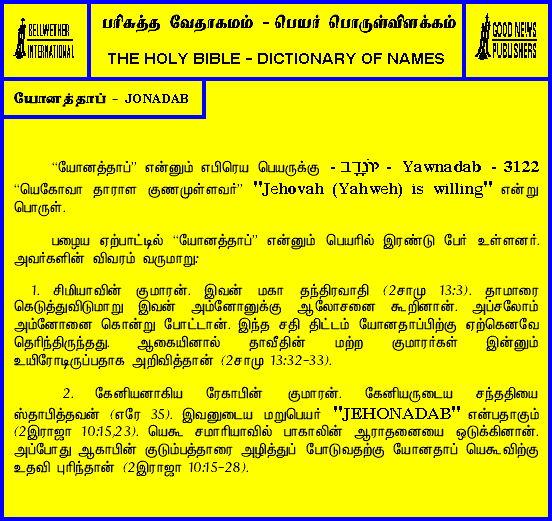 BELLWETHER
INTERNATIONAL
பரிசுத்த வேதாகமம் - பெயர் பொருள்விளக்கம்
THE HOLY BIBLE - DICTIONARY OF NAMES
GOOD NEWS
PUBLISHERS
யோனத்தாப் - JONADAB
“யோனத்தாப்” என்னும் எபிரெய பெயருக்கு - יוֹנָדָב - Yawnadab - 3122
“யெகோவா தாராள குணமுள்ளவர்” "Jehovah (Yahweh) is willing" என்று
பொருள்.
பழைய ஏற்பாட்டில் “யோனத்தாப்” என்னும் பெயரில் இரண்டு பேர் உள்ளனர்.
அவர்களின் விவரம் வருமாறு:
1. சிமியாவின் குமாரன். இவன் மகா தந்திரவாதி (2சாமு 13:3). தாமாரை
கெடுத்துவிடுமாறு இவன் அம்னோனுக்கு ஆலோசனை கூறினான். அப்சலோம்
அம்னோனை கொன்று போட்டான். இந்த சதி திட்டம் யோனதாப்பிற்கு ஏற்கெனவே
தெரிந்திருந்தது. ஆகையினால் தாவீதின் மற்ற குமாரர்கள் இன்னும்
உயிரோடிருப்பதாக அறிவித்தான் (2சாமு 13:32-33).
2. கேனியனாகிய ரேகாபின் குமாரன். கேனியருடைய சந்ததியை
ஸ்தாபித்தவன் (எரே 35). இவனுடைய மறுபெயர் "JEHONADAB" என்பதாகும்
(2இராஜா 10:15,23). யெகூ சமாரியாவில் பாகாலின் ஆராதனையை ஒடுக்கினான்.
அப்போது ஆகாபின் குடும்பத்தாரை அழித்துப் போடுவதற்கு யோனதாப் யெகூவிற்கு
உதவி புரிந்தான் (2இராஜா 10:15-28).